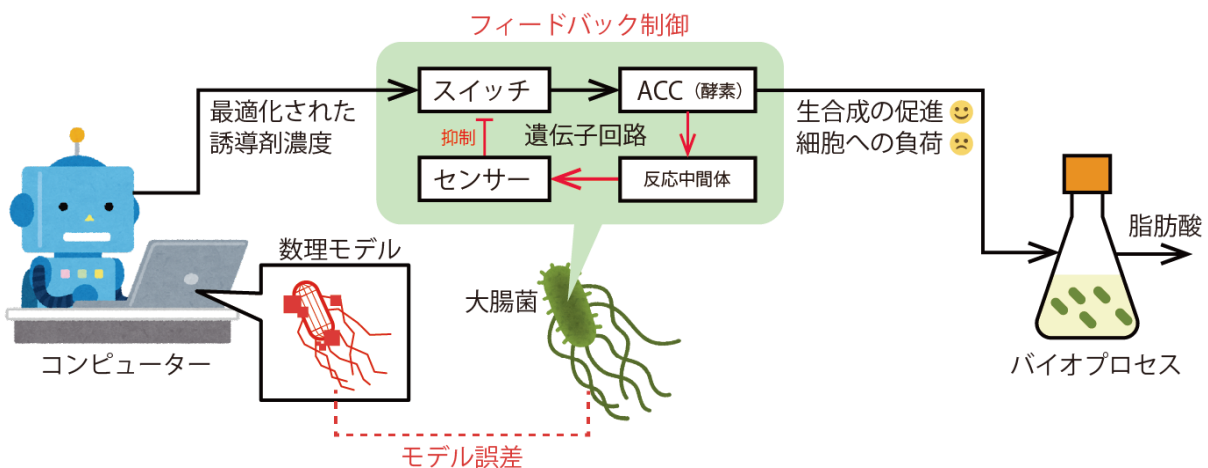 フィードバック制御
スイッチ
ACC（酵素）
最適化された
誘導剤濃度
抑制
遺伝子回路
生合成の促進
細胞への負荷
センサー
反応中間体
数理モデル
大腸菌
脂肪酸
コンピューター
バイオプロセス
モデル誤差